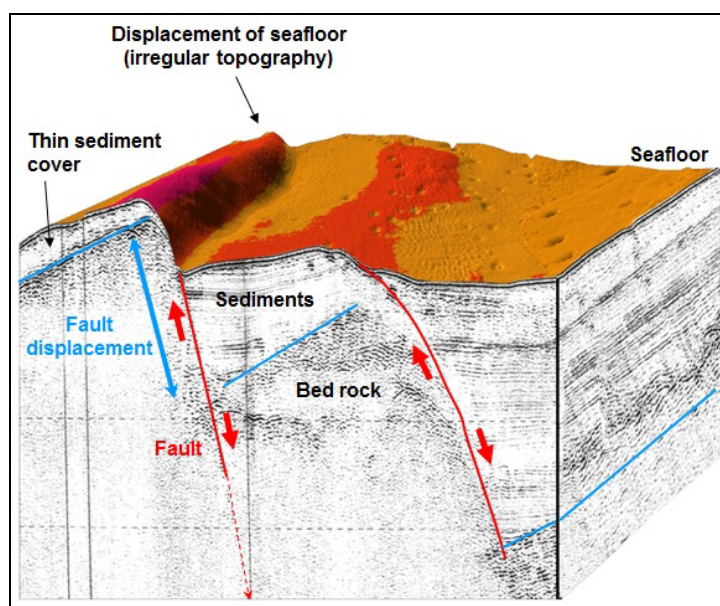 Displacement of seafloor
(irregular topography)
Thin sediment
cover
Seafloor
Sediments
Fault
displacement
Bed rock
Fault